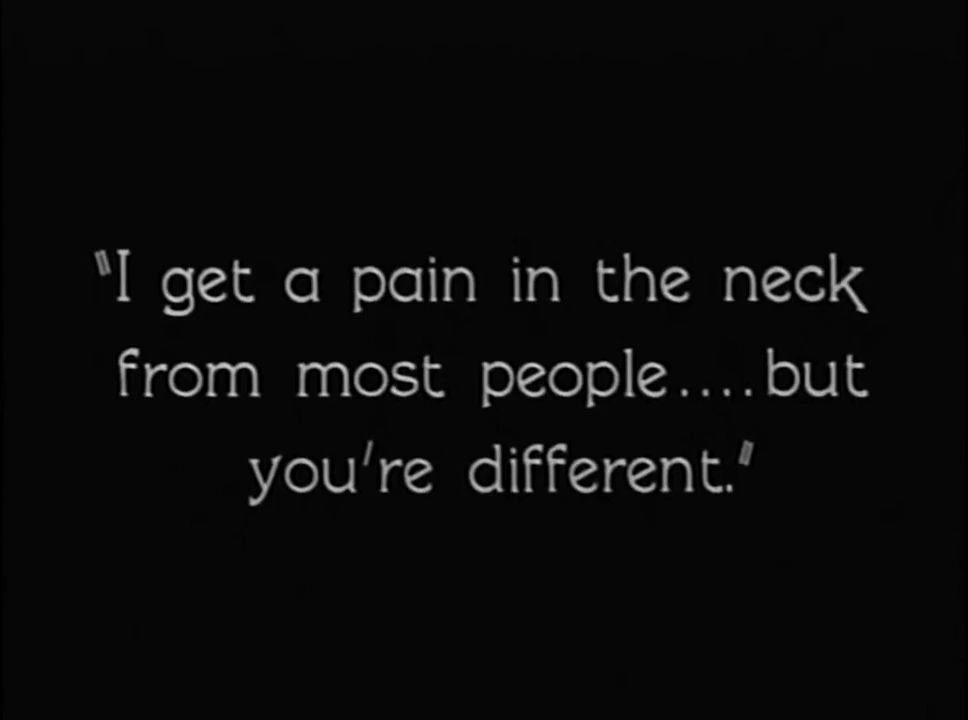 "I get a pain in the neck
from most people....but
you're different."